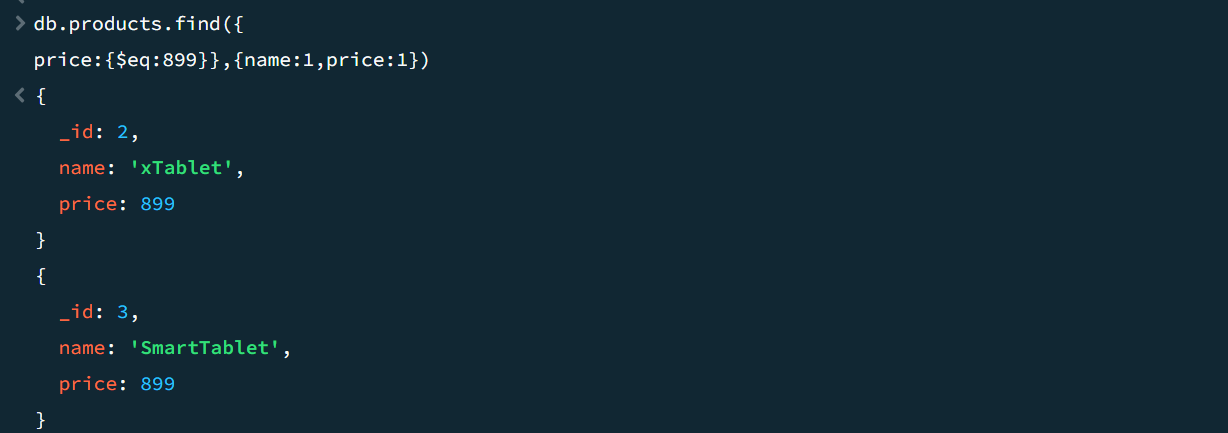 db.products.find({
price:{$eq:899}},{name:1,price:1})
{
_id: 2,
name: 'xTablet',
price: 899
}
{
_id: 3,
name: 'SmartTablet',
price: 899
}